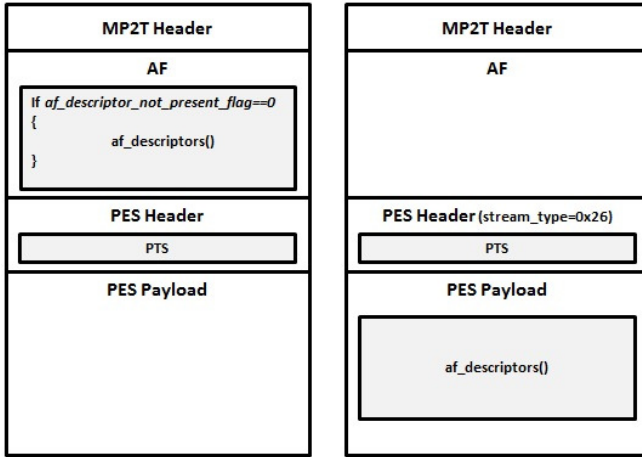 MP2T Header
AF
If af_descriptor_not_present_flag==0
{
af_descriptors()
}
PES Header
PTS
PES Payload
MP2T Header
AF
PES Header (stream_type=0x26)
PTS
PES Payload
af_descriptors()